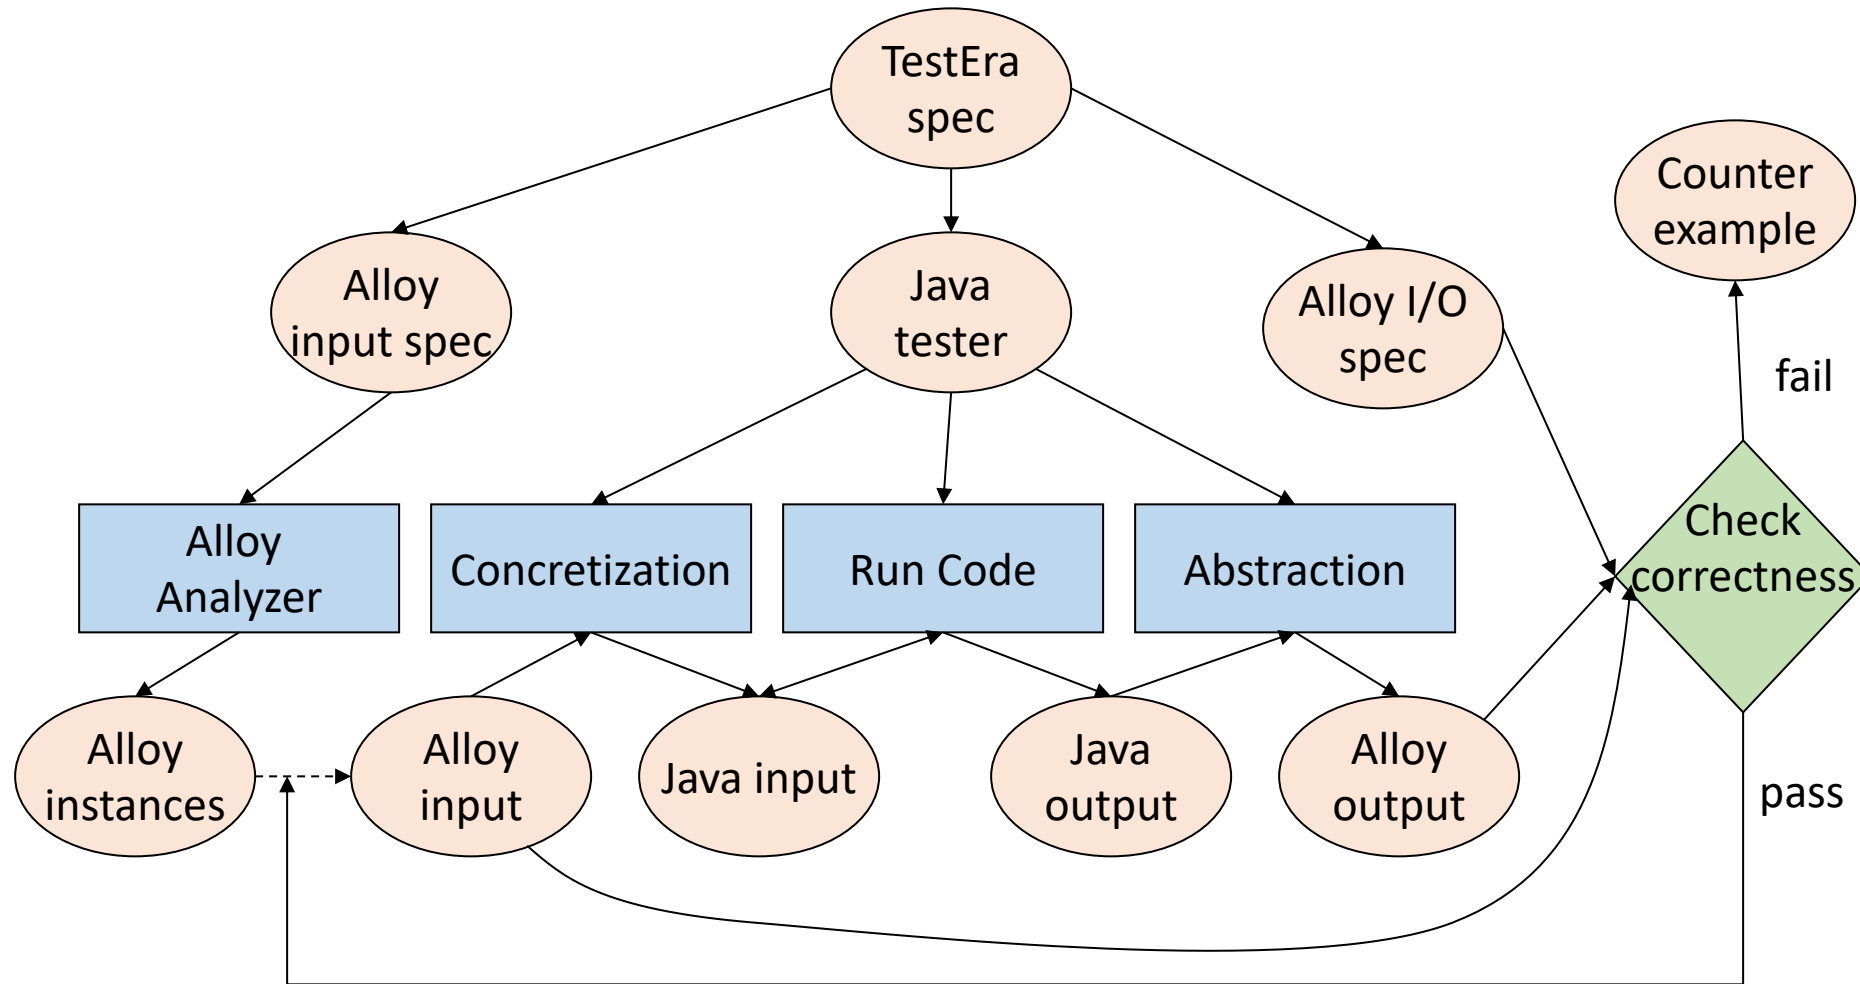 TestEra
spec
Counter
example
Alloy
input spec
Java
tester
Alloy I/O
spec
fail
Alloy
Analyzer
Concretization
Run Code
Abstraction
Check
correctness
Alloy
instances
Alloy
input
Java input
Java
output
Alloy
output
pass